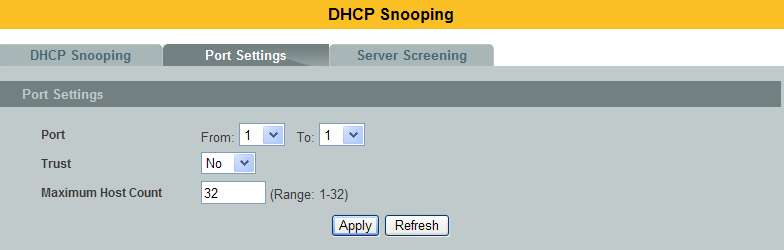 DHCP Snooping
DHCP Snooping Port Settings Server Screening
Port Settings
Port From: 1 To: 1
Trust No
Maximum Host Count 32 (Range: 1-32)
Apply Refresh